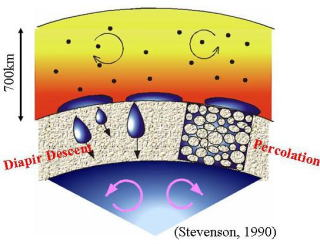 700km
Diapir Descent
Percolation
(Stevenson, 1990)